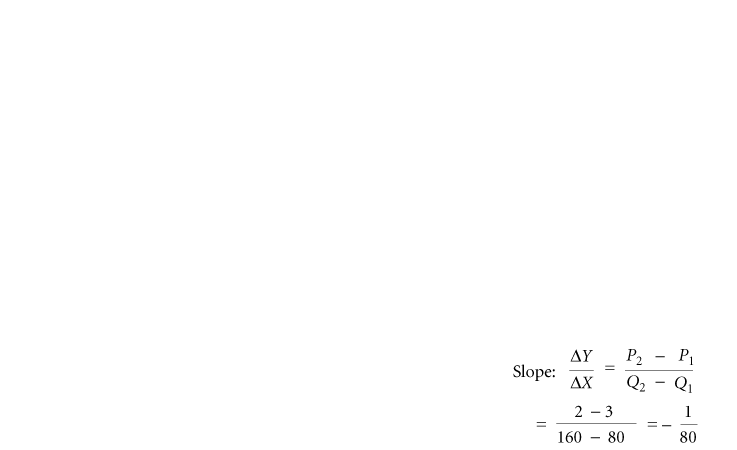 Slope: ΔY/ΔX = P₂ − P₁/Q₂ − Q₁
= 2 − 3/160 − 80 = − 1/80